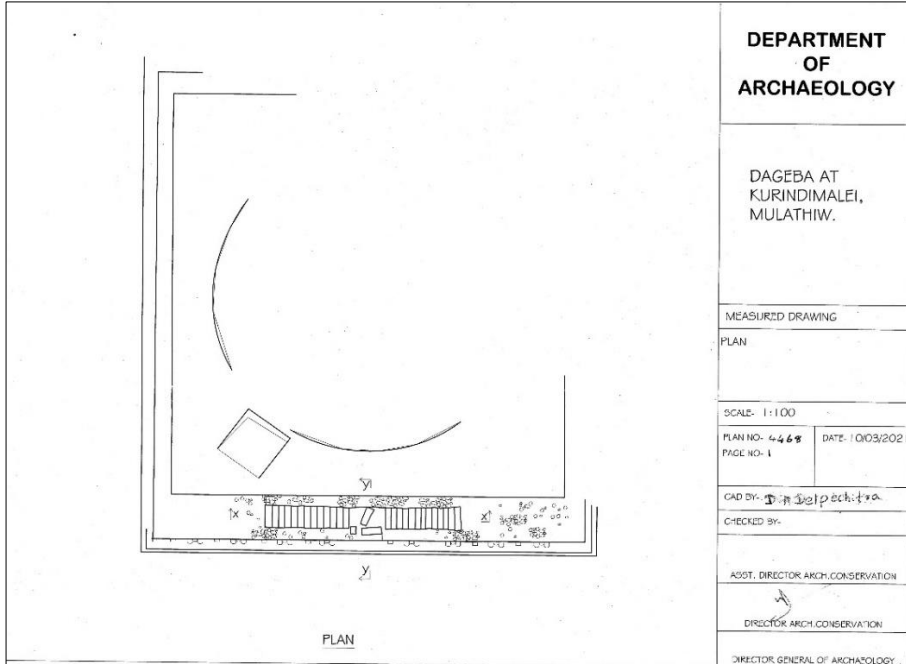 DEPARTMENT
OF
ARCHAEOLOGY
DAGEBA AT
KURINDIMALEI,
MULATHIW.
MEASURED DRAWING
PLAN
SCALE- 1:100
PLAN NO- 4468
DATE- 10/03/202
PAGE NO- 1
CAD BY-
CHECKED BY-
ASST. DIRECTOR ARCH.CONSERVATION
DIRECTOR ARCH.CONSERVATION
DIRECTOR GENERAL OF ARCHAEOLOGY
y
x
x
y
PLAN